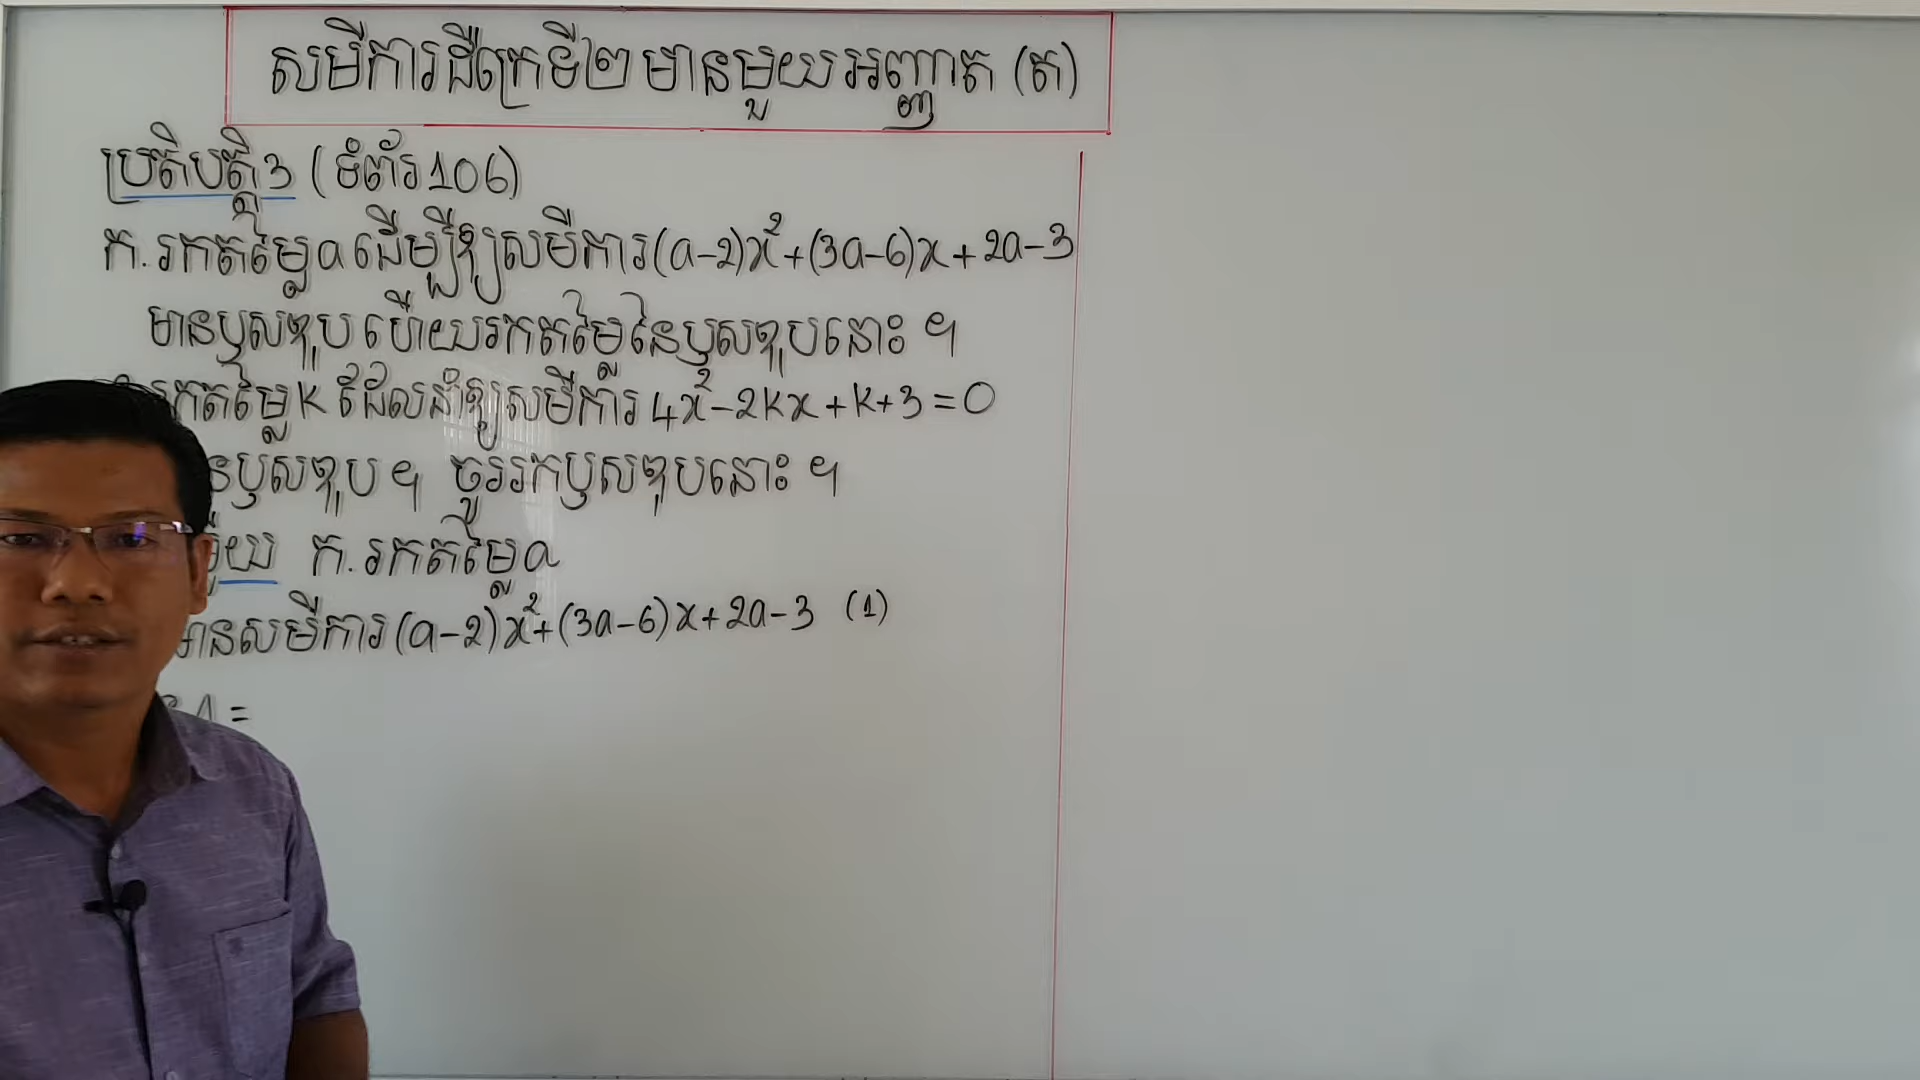 សមីការដឺក្រេទី២ មានមួយអញ្ញាត (ត)
ប្រតិបត្តិ3 (ទំព័រ106)
ក. រកតម្លៃ a ដើម្បីឱ្យសមីការ (a-2)x²+(3a-6)x+2a-3
មានឫសឌុប ហើយរកតម្លៃនៃឫសឌុបនោះ ។
រកតម្លៃ k ដែលនាំឱ្យសមីការ 4x²-2kx+k+3=0
នឫសឌុប ។ ចូររកឫសឌុបនោះ ។
ក. រកតម្លៃ a
មានសមីការ (a-2)x²+(3a-6)x+2a-3 (1)
=